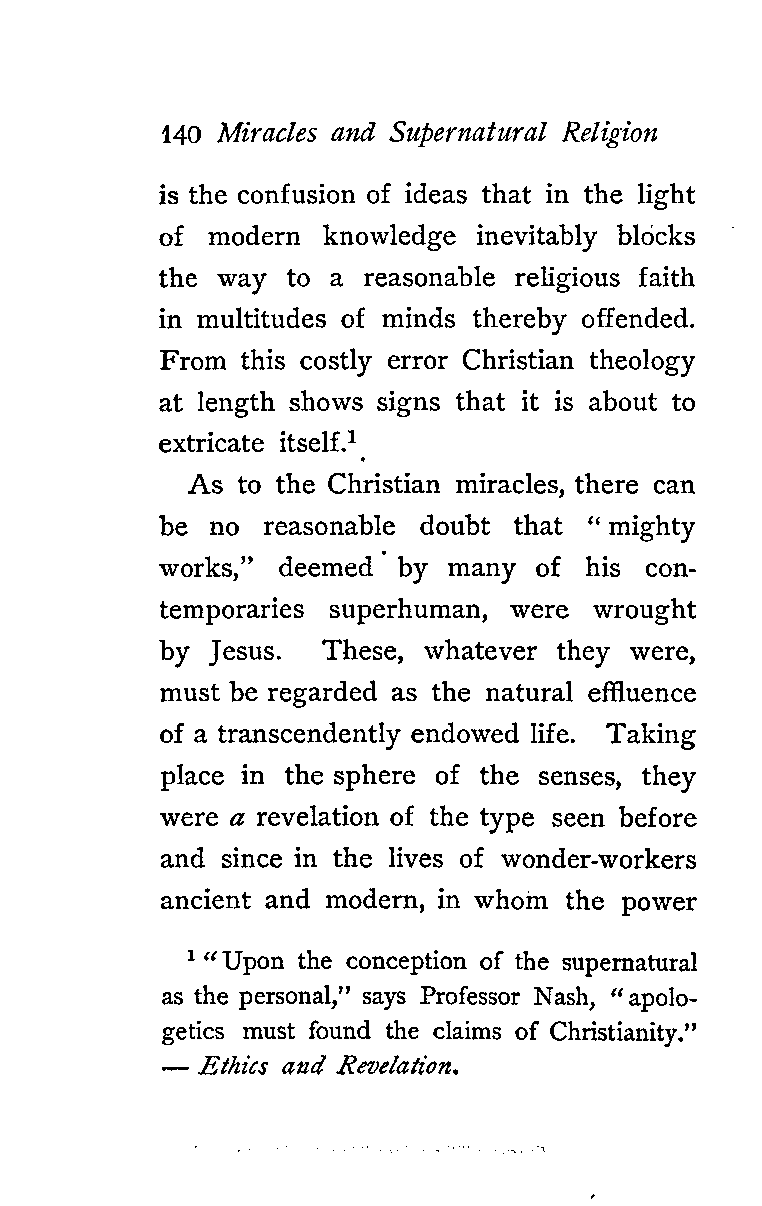 140 Miracles and Supernatural Religion
is the confusion of ideas that in the light
of modern knowledge inevitably blocks
the way to a reasonable religious faith
in multitudes of minds thereby offended.
From this costly error Christian theology
at length shows signs that it is about to
extricate itself.¹
As to the Christian miracles, there can
be no reasonable doubt that “mighty
works,” deemed by many of his con-
temporaries superhuman, were wrought
by Jesus. These, whatever they were,
must be regarded as the natural effluence
of a transcendently endowed life. Taking
place in the sphere of the senses, they
were a revelation of the type seen before
and since in the lives of wonder-workers
ancient and modern, in whom the power
¹ “Upon the conception of the supernatural
as the personal,” says Professor Nash, “apolo-
getics must found the claims of Christianity.”
— Ethics and Revelation.